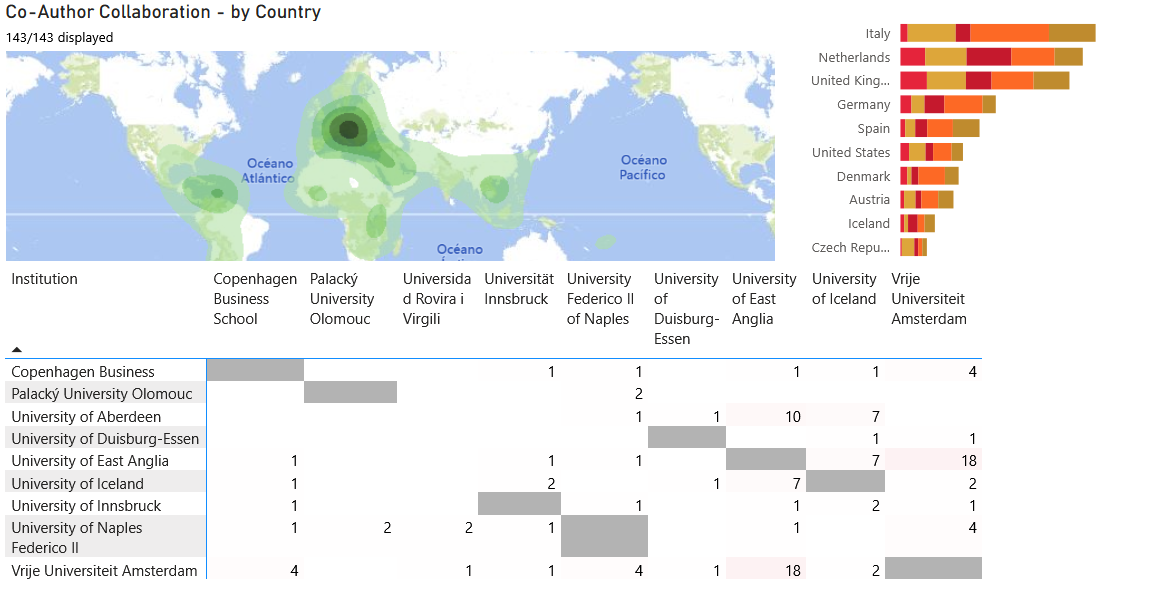 Co-Author Collaboration - by Country
143/143 displayed
Océano
Atlántico
Océano
Pacífico
Océano
Italy
Netherlands
United King...
Germany
Spain
United States
Denmark
Austria
Iceland
Czech Repu...
Institution
Copenhagen
Business
School
Palacký
University
Olomouc
Universida
d Rovira i
Virgili
Universität
Innsbruck
University
Federico II
of Naples
University
of
Duisburg-
Essen
University
of East
Anglia
University
of Iceland
Vrije
Universiteit
Amsterdam
Copenhagen Business 1 1 1 1 4
Palacký University Olomouc 2
University of Aberdeen 1 1 10 7
University of Duisburg-Essen 1 1
University of East Anglia 1 1 1 7 18
University of Iceland 1 2 1 7 2
University of Innsbruck 1 1 1 2 1
University of Naples 1 2 2 1 1 4
Federico II
Vrije Universiteit Amsterdam 4 1 1 4 1 18 2